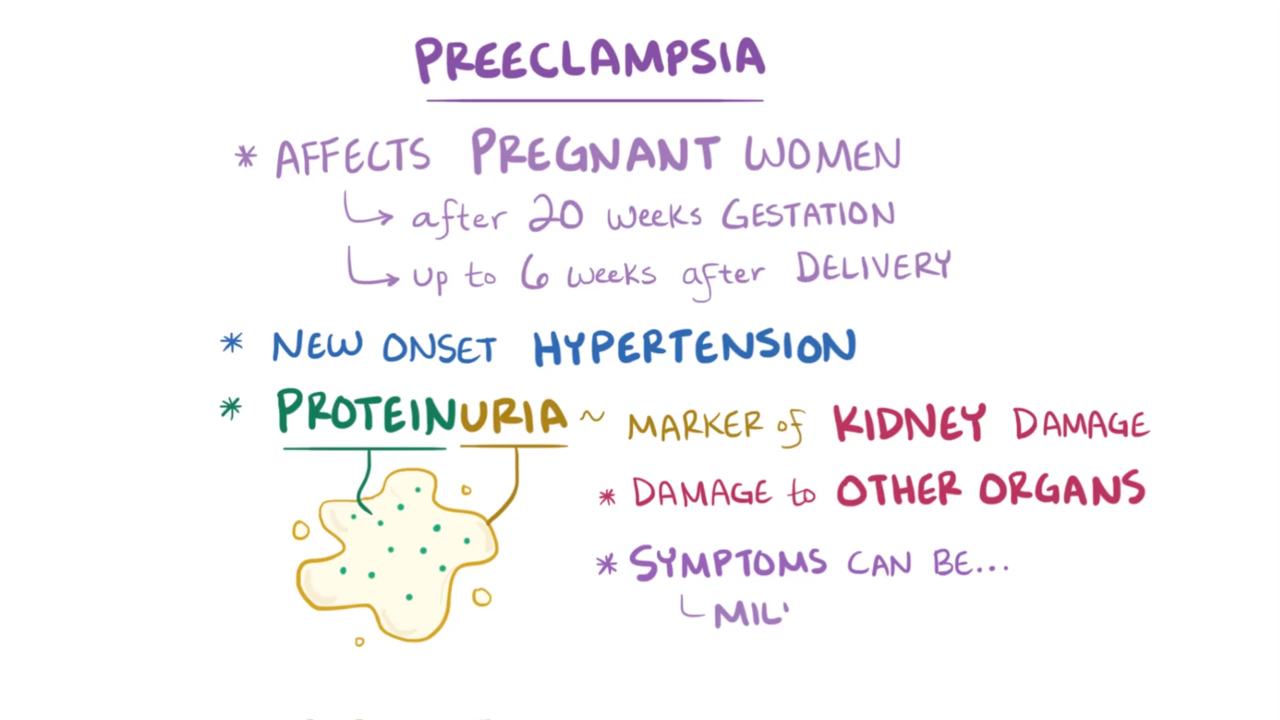 PREECLAMPSIA
* AFFECTS PREGNANT WOMEN
after 20 weeks GESTATION
up to 6 weeks after DELIVERY
* NEW ONSET HYPERTENSION
* PROTEINURIA ~ MARKER of KIDNEY DAMAGE
* DAMAGE to OTHER ORGANS
* SYMPTOMS CAN BE...